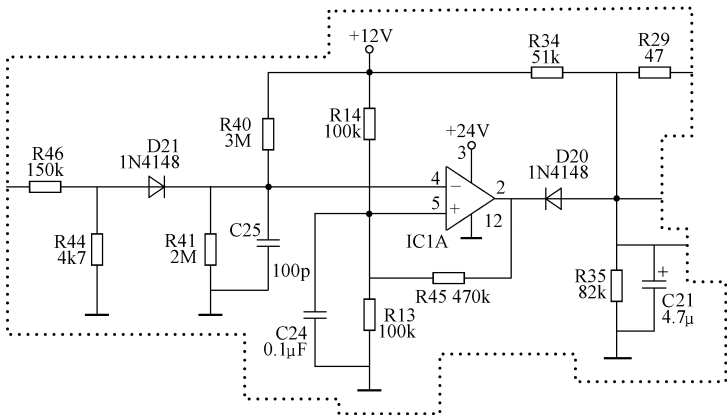 +12V
R34
51k
R29
47
R40
3M
R14
100k
+24V
3
D21
1N4148
D20
1N4148
R46
150k
4
−
2
5
+
12
IC1A
R44
4k7
R41
2M
C25
100p
R45 470k
R35
82k
+
C21
4.7µ
C24
0.1µF
R13
100k